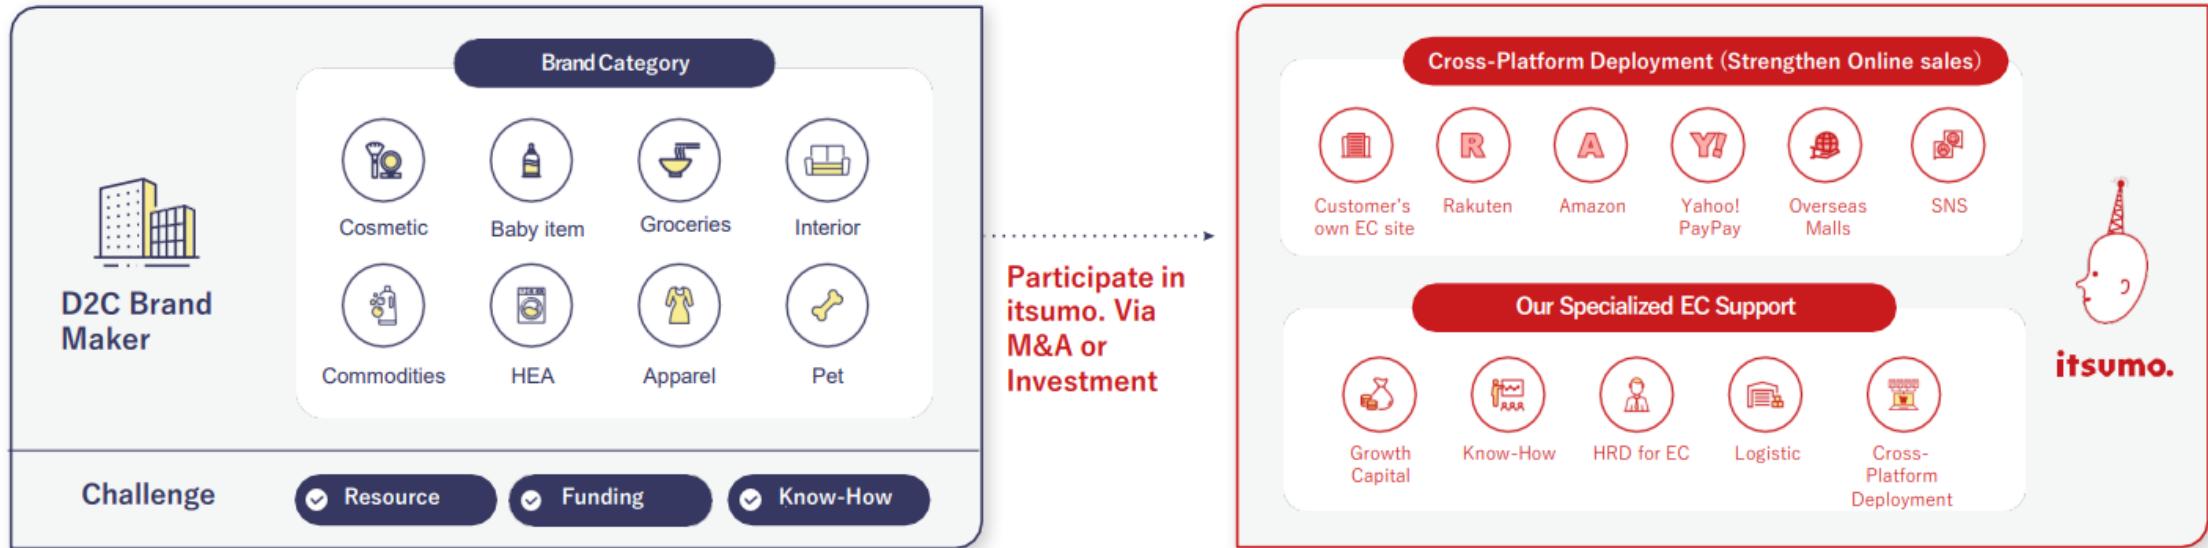 Brand Category
Cosmetic
Baby item
Groceries
Interior
Commodities
HEA
Apparel
Pet
D2C Brand
Maker
Challenge
Resource
Funding
Know-How
Participate in
itsumo. Via
M&A or
Investment
Cross-Platform Deployment (Strengthen Online sales)
R
A
Y!
Customer's
own EC site
Rakuten
Amazon
Yahoo!
PayPay
Overseas
Malls
SNS
Our Specialized EC Support
Growth
Capital
Know-How
HRD for EC
Logistic
Cross-
Platform
Deployment
itsumo.